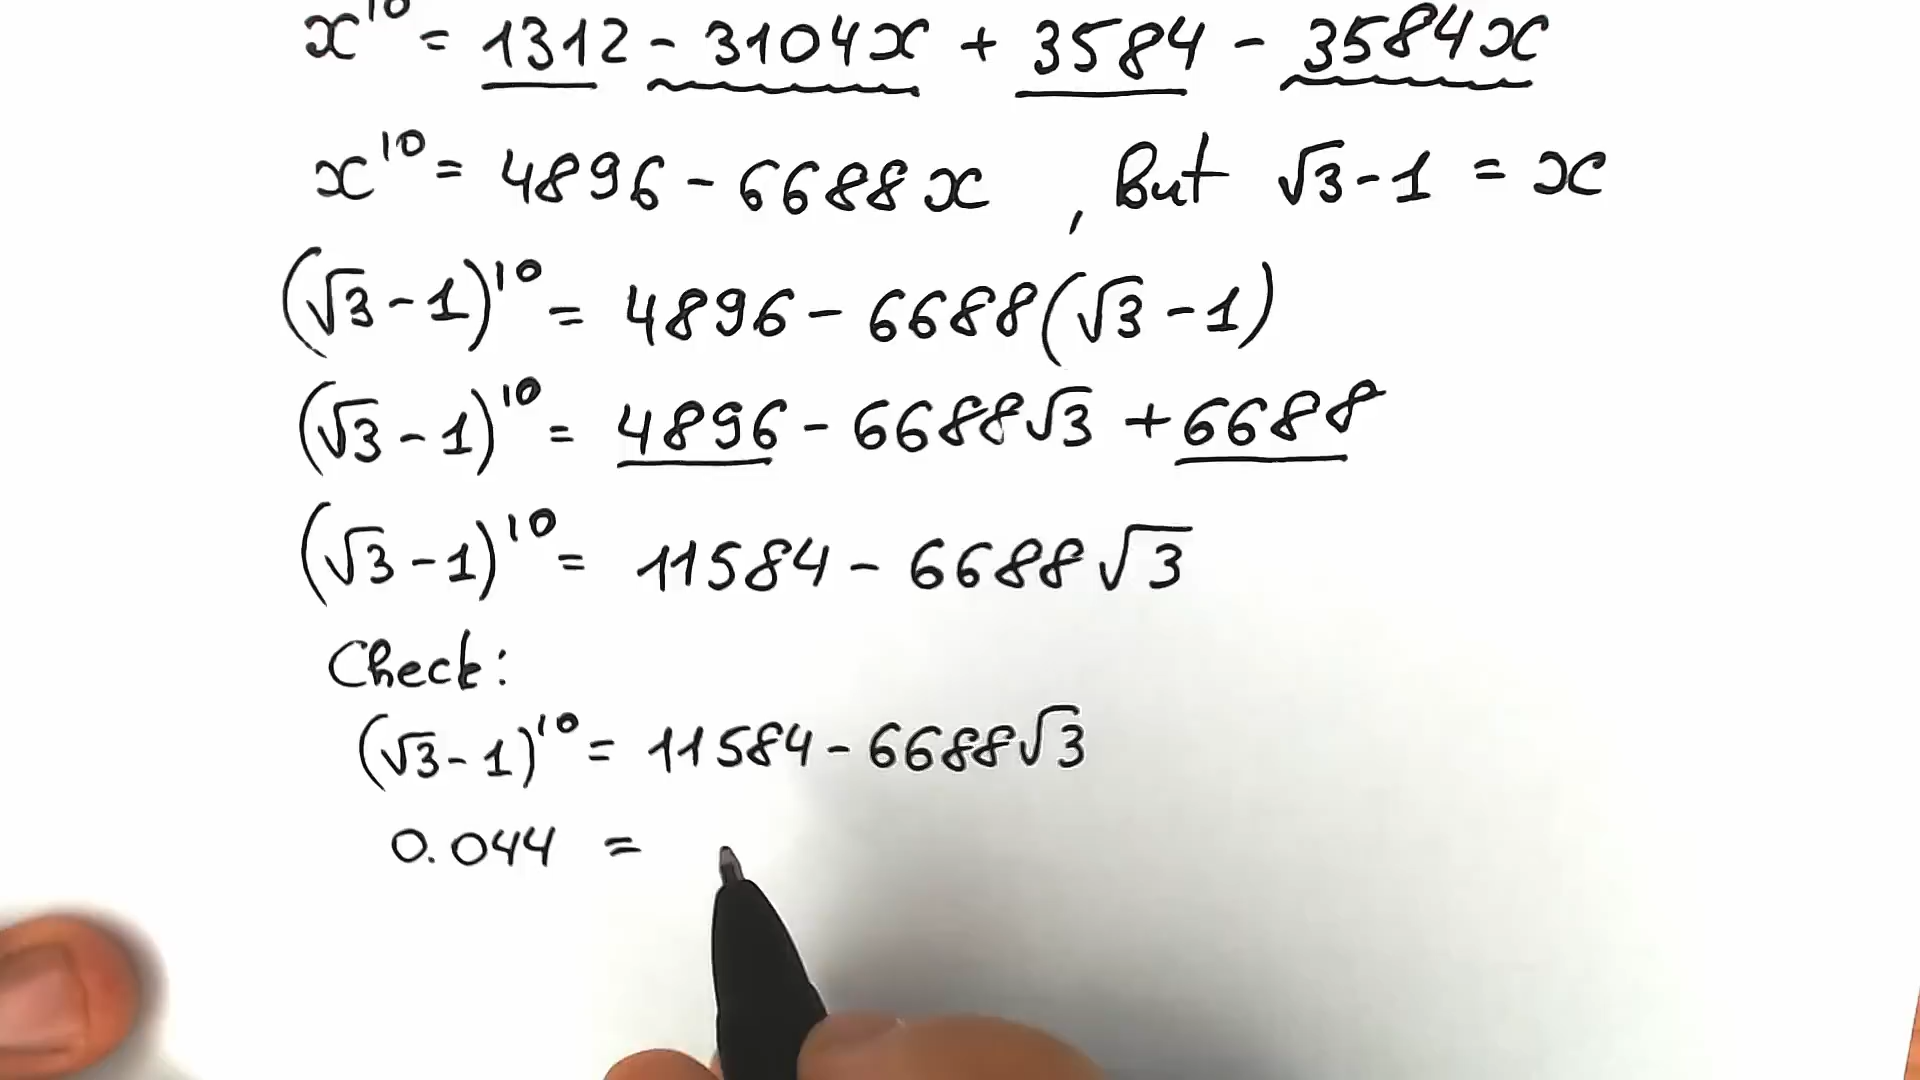 x¹⁰ = 1312 - 3104x + 3584 - 3584x
x¹⁰ = 4896 - 6688x , But √3 - 1 = x
(√3 - 1)¹⁰ = 4896 - 6688(√3 - 1)
(√3 - 1)¹⁰ = 4896 - 6688√3 + 6688
(√3 - 1)¹⁰ = 11584 - 6688√3
Check:
(√3 - 1)¹⁰ = 11584 - 6688√3
0.044 =